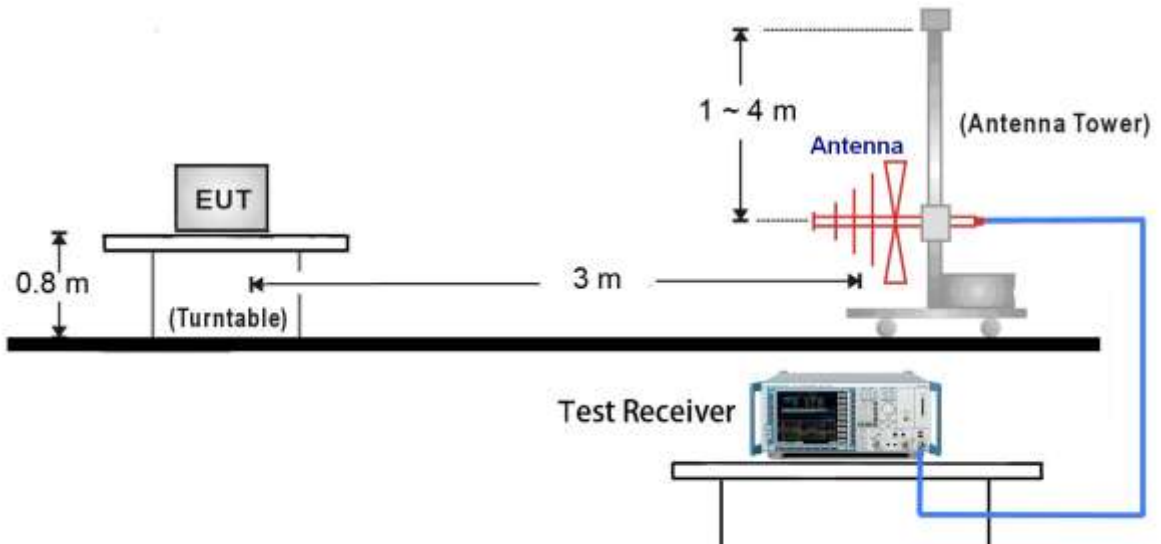 1 ~ 4 m
(Antenna Tower)
Antenna
EUT
0.8 m
3 m
(Turntable)
Test Receiver